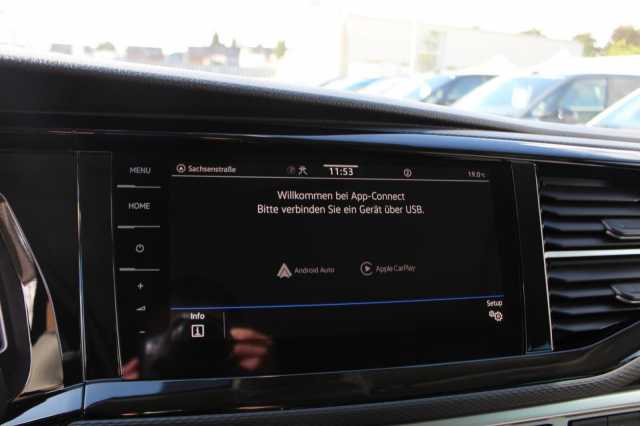 MENU
Sachsenstraße
11:53
19.0°C
HOME
Willkommen bei App-Connect
Bitte verbinden Sie ein Gerät über USB.
Android Auto
Apple CarPlay
+
-
Info
Setup